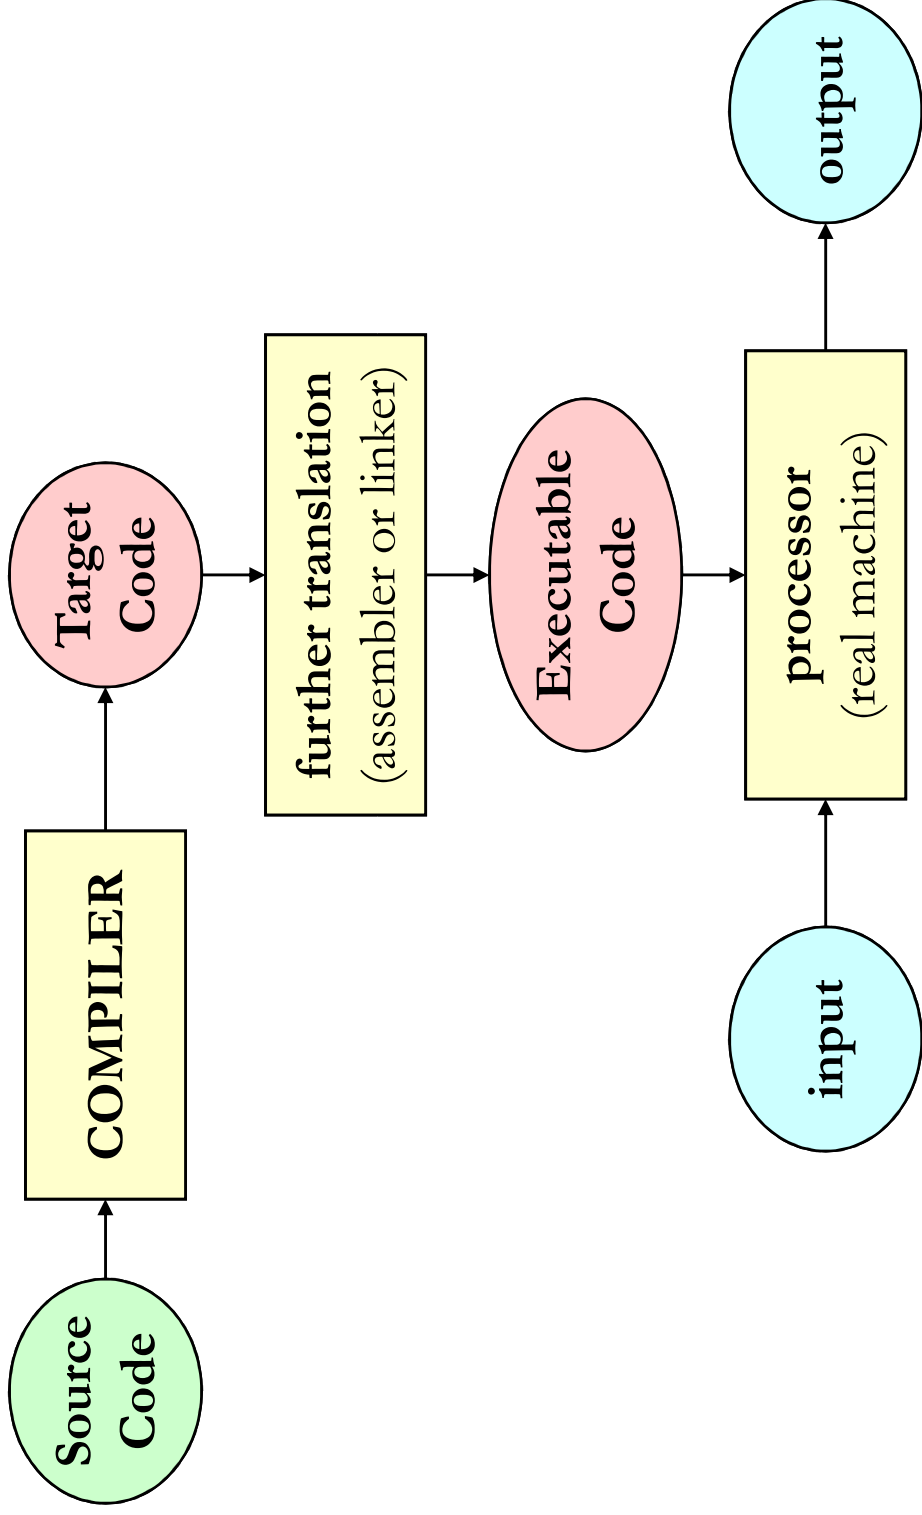 Source
Code
COMPILER
Target
Code
further translation
(assembler or linker)
Executable
Code
input
processor
(real machine)
output